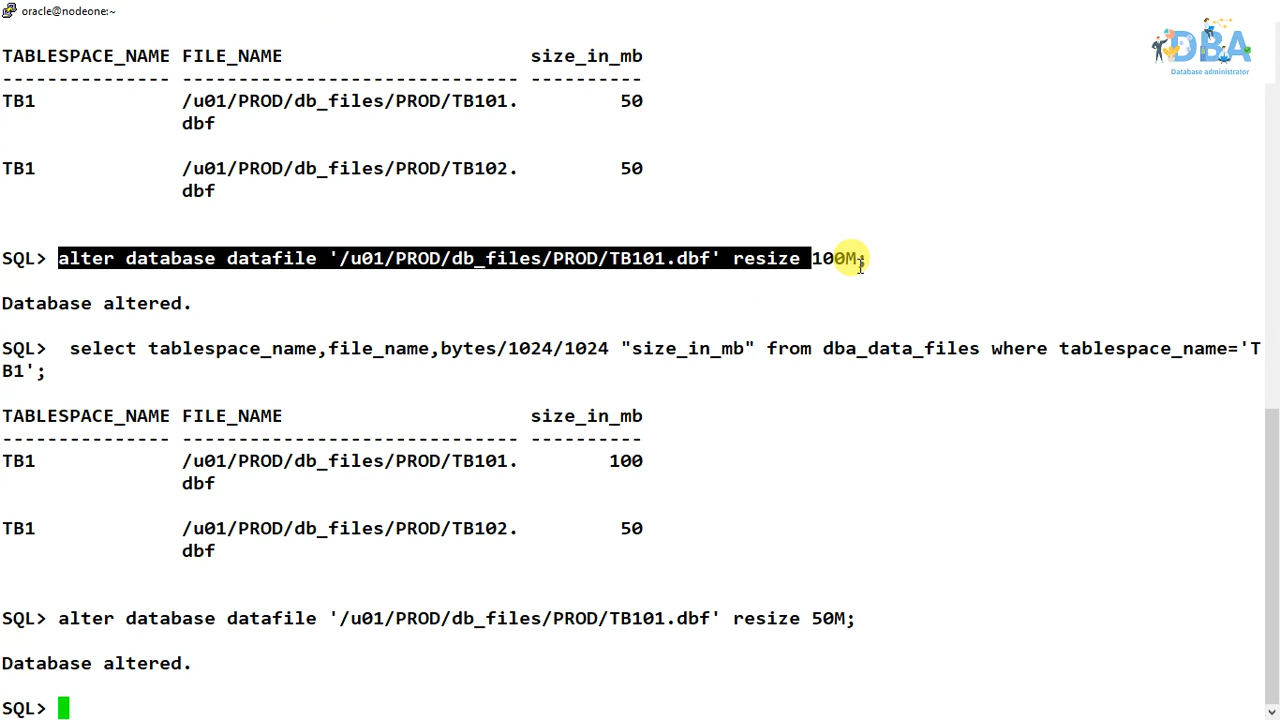 oracle@nodeone:~
DBA
Database administrator
TABLESPACE_NAME FILE_NAME                      size_in_mb
--------------- ------------------------------ ----------
TB1             /u01/PROD/db_files/PROD/TB101.         50
                dbf
TB1             /u01/PROD/db_files/PROD/TB102.         50
                dbf
SQL> alter database datafile '/u01/PROD/db_files/PROD/TB101.dbf' resize 100M;
Database altered.
SQL>  select tablespace_name,file_name,bytes/1024/1024 "size_in_mb" from dba_data_files where tablespace_name='T
B1';
TABLESPACE_NAME FILE_NAME                      size_in_mb
--------------- ------------------------------ ----------
TB1             /u01/PROD/db_files/PROD/TB101.        100
                dbf
TB1             /u01/PROD/db_files/PROD/TB102.         50
                dbf
SQL> alter database datafile '/u01/PROD/db_files/PROD/TB101.dbf' resize 50M;
Database altered.
SQL>